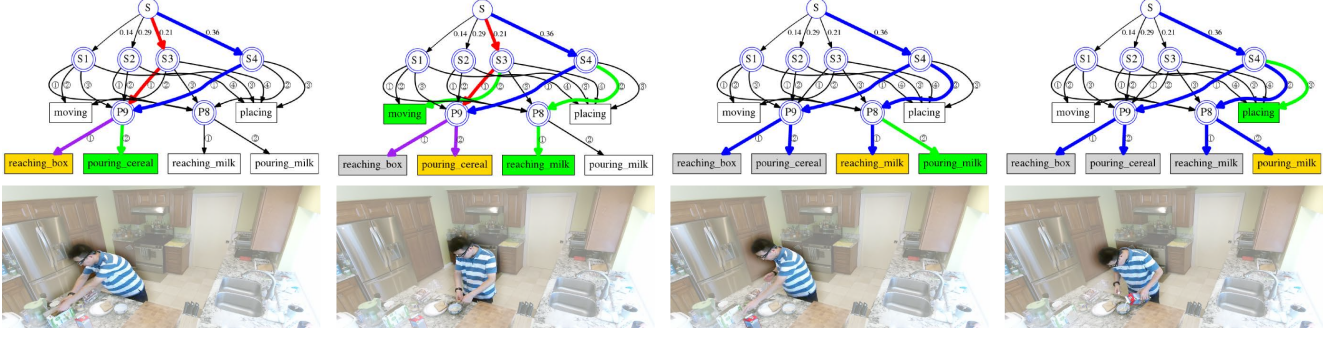 S
0.14 0.29 0.21 0.36
S1 S2 S3 S4
moving P9 P8 placing
reaching_box pouring_cereal reaching_milk pouring_milk
S
0.14 0.29 0.21 0.36
S1 S2 S3 S4
moving P9 P8 placing
reaching_box pouring_cereal reaching_milk pouring_milk
S
0.14 0.29 0.21 0.36
S1 S2 S3 S4
moving P9 P8 placing
reaching_box pouring_cereal reaching_milk pouring_milk
S
0.14 0.29 0.21 0.36
S1 S2 S3 S4
moving P9 P8 placing
reaching_box pouring_cereal reaching_milk pouring_milk